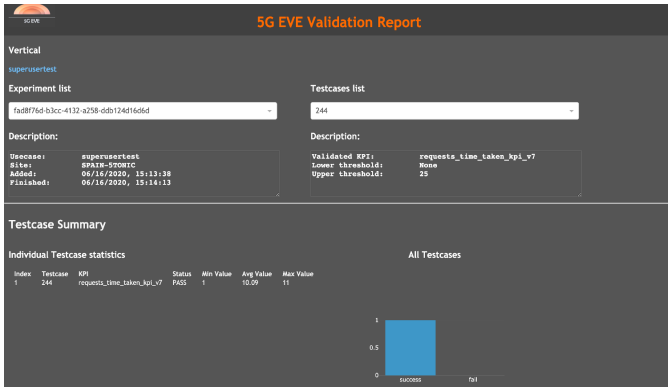 5G EVE
5G EVE Validation Report
Vertical
superusertest
Experiment list
Testcases list
fad8f76d-b3cc-4132-a258-ddb124d16d6d
244
Description:
Description:
Usecase: superusertest
Site: SPAIN-5TONIC
Added: 06/16/2020, 15:13:38
Finished: 06/16/2020, 15:14:13
Validated KPI: requests_time_taken_kpi_v7
Lower threshold: None
Upper threshold: 25
Testcase Summary
Individual Testcase statistics
All Testcases
Index Testcase KPI Status Min Value Avg Value Max Value
1 244 requests_time_taken_kpi_v7 PASS 1 10.09 11
1
0.5
0
success fail